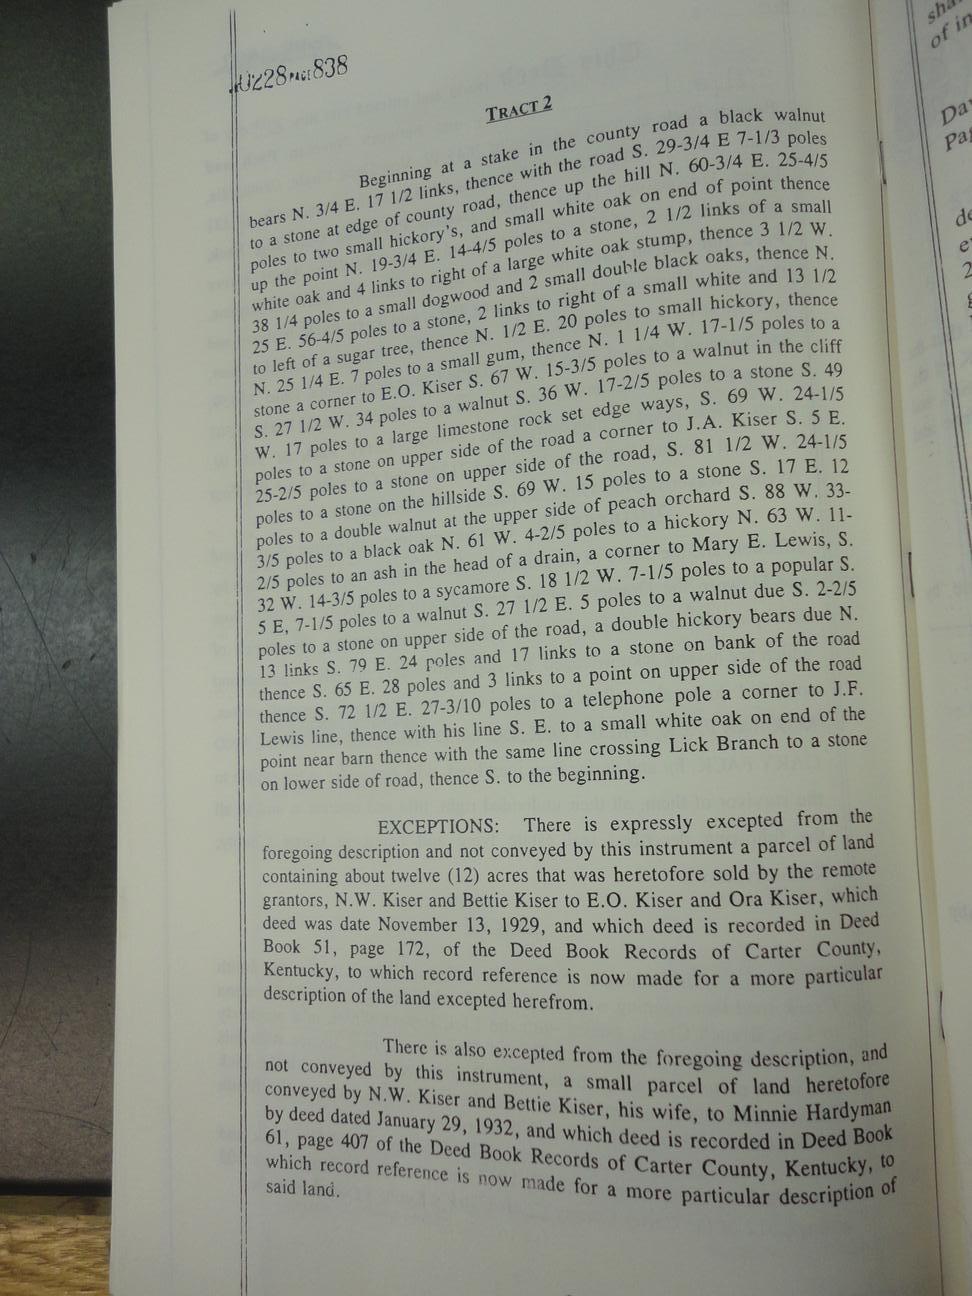 838
TRACT 2
Beginning at a stake in the county road a black walnut
bears N. 3/4 E. 17 1/2 links, thence with the road S. 29-3/4 E 7-1/3 poles
to a stone at edge of county road, thence up the hill N. 60-3/4 E. 25-4/5
poles to two small hickory's, and small white oak on end of point thence
up the point N. 19-3/4 E. 14-4/5 poles to a stone, 2 1/2 links of a small
white oak and 4 links to right of a large white oak stump, thence 3 1/2 W.
38 1/4 poles to a small dogwood and 2 small double black oaks, thence N.
25 E. 56-4/5 poles to a stone, 2 links to right of a small white and 13 1/2
to left of a sugar tree, thence N. 1/2 E. 20 poles to small hickory, thence
N. 25 1/4 E. 7 poles to a small gum, thence N. 1 1/4 W. 17-1/5 poles to a
stone a corner to E.O. Kiser S. 67 W. 15-3/5 poles to a walnut in the cliff
S. 27 1/2 W. 34 poles to a walnut S. 36 W. 17-2/5 poles to a stone S. 49
W. 17 poles to a large limestone rock set edge ways, S. 69 W. 24-1/5
poles to a stone on upper side of the road a corner to J.A. Kiser S. 5 E.
25-2/5 poles to a stone on upper side of the road, S. 81 1/2 W. 24-1/5
poles to a stone on the hillside S. 69 W. 15 poles to a stone S. 17 E. 12
poles to a double walnut at the upper side of peach orchard S. 88 W. 33-
3/5 poles to a black oak N. 61 W. 4-2/5 poles to a hickory N. 63 W. 11-
2/5 poles to an ash in the head of a drain, a corner to Mary E. Lewis, S.
32 W. 14-3/5 poles to a sycamore S. 18 1/2 W. 7-1/5 poles to a popular S.
5 E, 7-1/5 poles to a walnut S. 27 1/2 E. 5 poles to a walnut due S. 2-2/5
poles to a stone on upper side of the road, a double hickory bears due N.
13 links S. 79 E. 24 poles and 17 links to a stone on bank of the road
thence S. 65 E. 28 poles and 3 links to a point on upper side of the road
thence S. 72 1/2 E. 27-3/10 poles to a telephone pole a corner to J.F.
Lewis line, thence with his line S. E. to a small white oak on end of the
point near barn thence with the same line crossing Lick Branch to a stone
on lower side of road, thence S. to the beginning.
EXCEPTIONS: There is expressly excepted from the
foregoing description and not conveyed by this instrument a parcel of land
containing about twelve (12) acres that was heretofore sold by the remote
grantors, N.W. Kiser and Bettie Kiser to E.O. Kiser and Ora Kiser, which
deed was date November 13, 1929, and which deed is recorded in Deed
Book 51, page 172, of the Deed Book Records of Carter County,
Kentucky, to which record reference is now made for a more particular
description of the land excepted herefrom.
There is also excepted from the foregoing description, and
not conveyed by this instrument, a small parcel of land heretofore
conveyed by N.W. Kiser and Bettie Kiser, his wife, to Minnie Hardyman
by deed dated January 29, 1932, and which deed is recorded in Deed Book
61, page 407 of the Deed Book Records of Carter County, Kentucky, to
which record reference is now made for a more particular description of
said land.